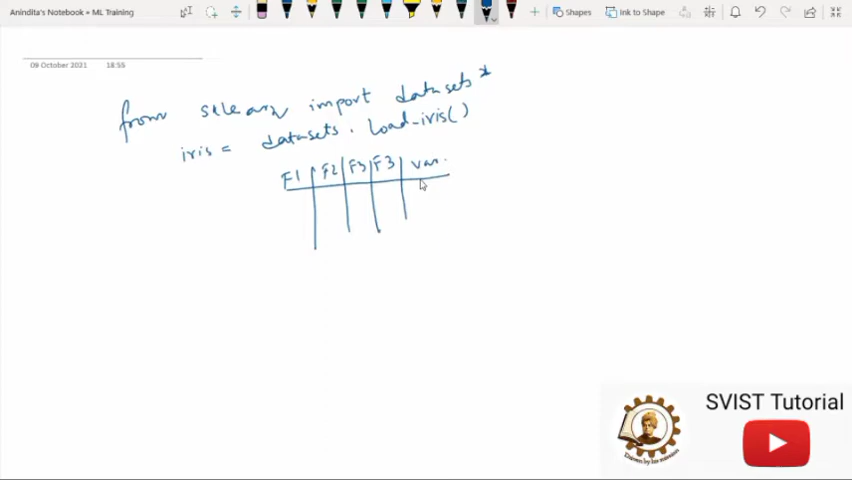 Anindita's Notebook » ML Training
Shapes
Ink to Shape
09 October 2021 18:55
from sklearn import datasets *
iris = datasets . load_iris()
F1 F2 F3 F3 Var.
SVIST Tutorial